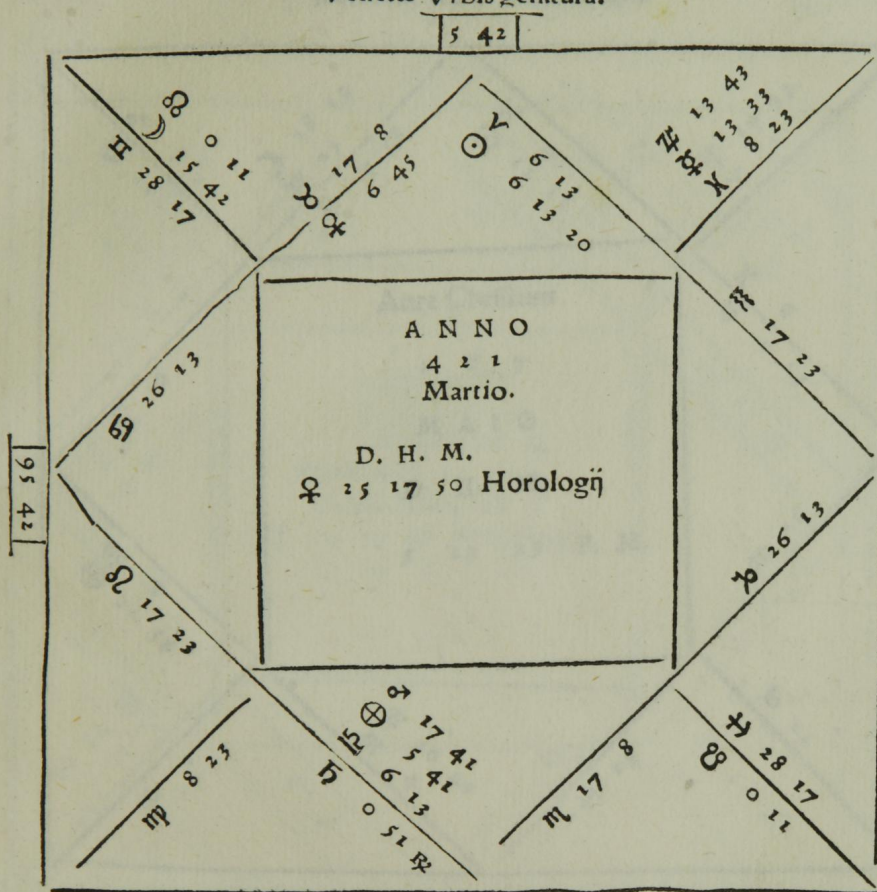 Vrbis genitura.
5 42
☊ 0 11
☽ 15 42
♊ 28 17
♉ 17 8
♀ 6 45
♈ 6 13
☉ 6 13 20
♃ 13 43
☿ 13 33
♓ 8 23
♒ 17 23
♋ 26 13
95 42
ANNO
4 2 1
Martio.
D. H. M.
♀ 25 17 50 Horologij
♑ 26 13
♌ 17 23
♍ 8 23
♂ 17 41
⊗ 5 41
♎ 6 13
♄ 0 51 ℞
♏ 17 8
♐ 28 17
☋ 0 11